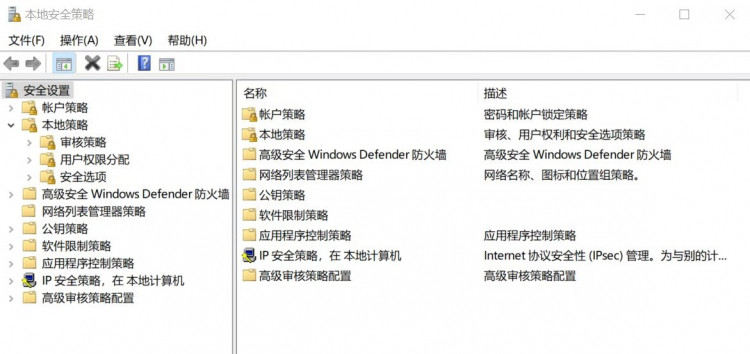 本地安全策略
文件(F) 操作(A) 查看(V) 帮助(H)
安全设置
帐户策略
本地策略
审核策略
用户权限分配
安全选项
高级安全 Windows Defender 防火墙
网络列表管理器策略
公钥策略
软件限制策略
应用程序控制策略
IP 安全策略，在 本地计算机
高级审核策略配置
名称 描述
帐户策略 密码和帐户锁定策略
本地策略 审核、用户权利和安全选项策略
高级安全 Windows Defender 防火墙 高级安全 Windows Defender 防火墙
网络列表管理器策略 网络名称、图标和位置组策略。
公钥策略
软件限制策略
应用程序控制策略 应用程序控制策略
IP 安全策略，在 本地计算机 Internet 协议安全性 (IPsec) 管理。为与别的计...
高级审核策略配置 高级审核策略配置